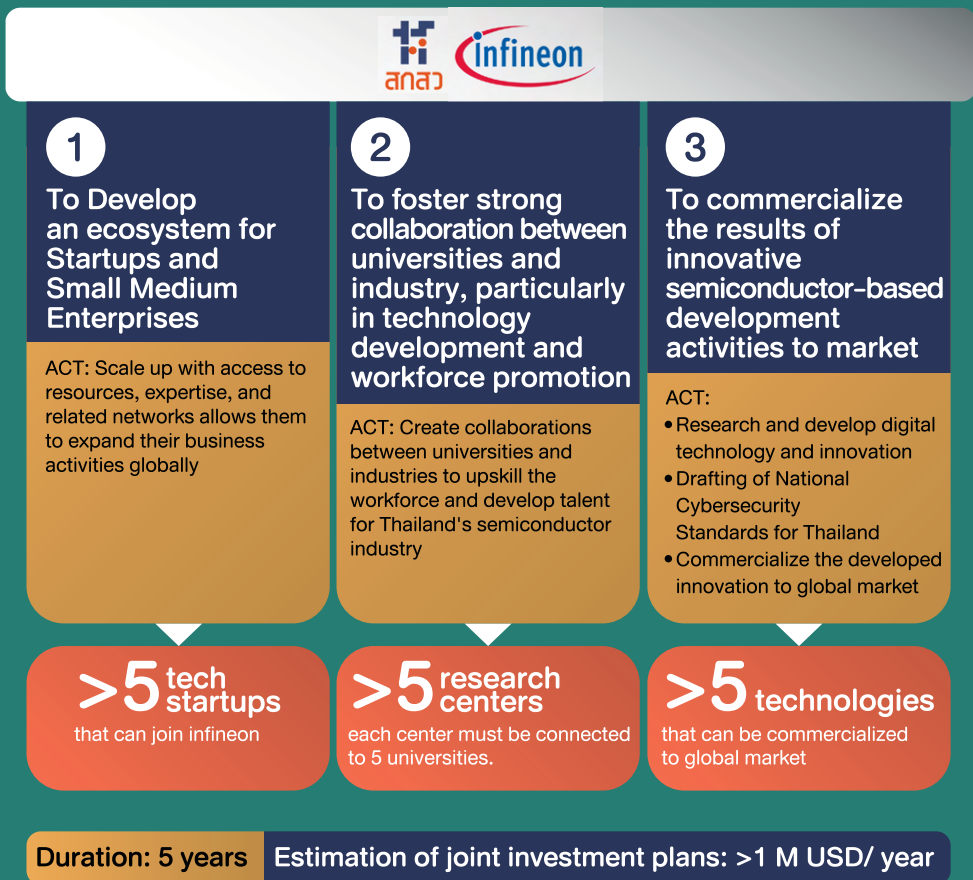 สกสว
infineon
1
To Develop
an ecosystem for
Startups and
Small Medium
Enterprises
ACT: Scale up with access to
resources, expertise, and
related networks allows them
to expand their business
activities globally
>5 tech
startups
that can join infineon
2
To foster strong
collaboration between
universities and
industry, particularly
in technology
development and
workforce promotion
ACT: Create collaborations
between universities and
industries to upskill the
workforce and develop talent
for Thailand's semiconductor
industry
>5 research
centers
each center must be connected
to 5 universities.
3
To commercialize
the results of
innovative
semiconductor-based
development
activities to market
ACT:
•Research and develop digital
technology and innovation
•Drafting of National
Cybersecurity
Standards for Thailand
•Commercialize the developed
innovation to global market
>5 technologies
that can be commercialized
to global market
Duration: 5 years
Estimation of joint investment plans: >1 M USD/ year